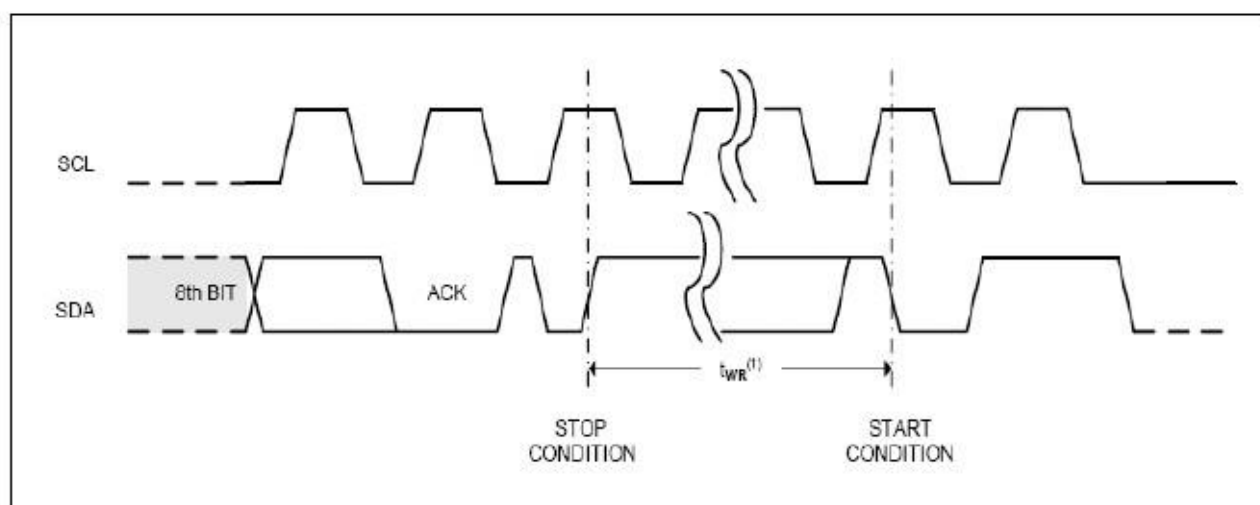 SCL
8th BIT
ACK
SDA
tWR(1)
STOP
CONDITION
START
CONDITION